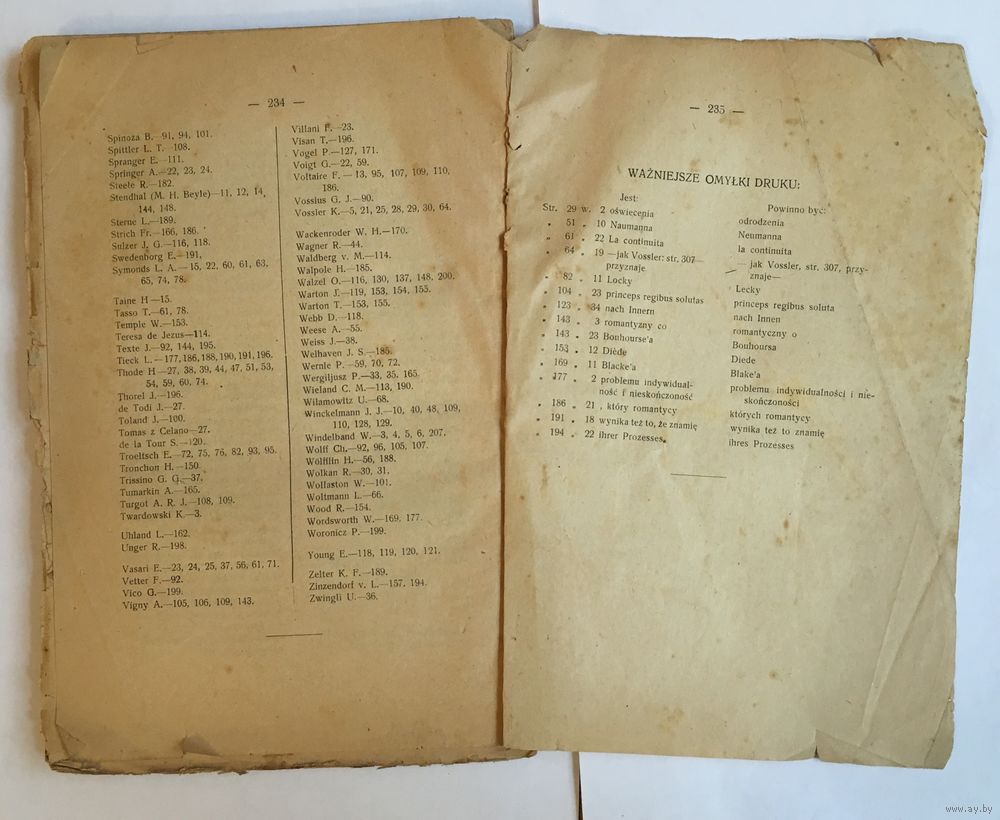 — 234 —
Spinoza B.—91, 94, 101.
Spittler L. T.—108.
Spranger E.—111.
Springer A.—22, 23, 24.
Steele R.—182.
Stendhal (M. H. Beyle)—11, 12, 14,
144, 148.
Sterne L.—189.
Strich Fr.—166, 186.
Sulzer J. G.—116, 118.
Swedenborg E.—191.
Symonds L. A.—15, 22, 60, 61, 63,
65, 74, 78.
Taine H—15.
Tasso T.—61, 78.
Temple W.—153.
Teresa de Jezus—114.
Texte J.—92, 144, 195.
Tieck L.—177, 186, 188, 190, 191, 196.
Thode H—27, 38, 39, 44, 47, 51, 53,
54, 59, 60, 74.
Thorel J.—196.
de Todi J.—27.
Toland J.—100.
Tomas z Celano—27.
de la Tour S.—120.
Troeltsch E.—72, 75, 76, 82, 93, 95.
Tronchon H.—150
Trissino G. G.—37.
Tumarkin A.—165.
Turgot A. R. J.—108, 109.
Twardowski K.—3.
Uhland L.—162.
Unger R.—198.
Vasari E.—23, 24, 25, 37, 56, 61, 71.
Vetter F.—92.
Vico G.—199.
Vigny A.—105, 106, 109, 143.
Villani F.—23.
Visan T.—196.
Vogel P.—127, 171.
Voigt G.—22, 59.
Voltaire F.—13, 95, 107, 109, 110,
186.
Vossius G. J.—90.
Vossler K.—5, 21, 25, 28, 29, 30, 64.
Wackenroder W. H.—170.
Wagner R.—44.
Waldberg v. M.—114.
Walpole H.—185.
Walzel O.—116, 130, 137, 148, 200.
Warton J.—119, 153, 154, 155.
Warton T.—153, 155.
Webb D.—118.
Weese A.—55.
Weiss J.—38.
Welhaven J. S.—185.
Wernle P.—59, 70, 72.
Wergiljusz P.—33, 35, 165.
Wieland C. M.—113, 190.
Wilamowitz U.—68.
Winckelmann J. J.—10, 40, 48, 109,
110, 128, 129.
Windelband W.—3, 4, 5, 6, 207.
Wolff Ch.—92, 96, 105, 107.
Wölfflin H.—56, 188.
Wolkan R.—30, 31.
Wollaston W.—101.
Woltmann L.—66.
Wood R.—154.
Wordsworth W.—169, 177.
Woronicz P.—199.
Young E.—118, 119, 120, 121.
Zelter K. F.—189.
Zinzendorf v. L.—157, 194.
Zwingli U.—36.
— 235 —
WAŻNIEJSZE OMYŁKI DRUKU:
Jest: Powinno być:
Str. 29 w. 2 oświecenia odrodzenia
„ 51 „ 10 Naumanna Neumanna
„ 61 „ 22 La continuita la continuita
„ 64 „ 19 —jak Vossler: str. 307— —jak Vossler, str. 307, przy-
przyznaje znaje—
„ 82 „ 11 Locky Lecky
„ 104 „ 23 princeps regibus solutas princeps regibus soluta
„ 123 „ 34 nach Innern nach Innen
„ 143 „ 3 romantyzny co romantyczny o
„ 143 „ 23 Bouhourse'a Bouhoursa
„ 153 „ 12 Diède Diede
„ 169 „ 11 Blacke'a Blake'a
„ 177 „ 2 problemu indywidual- problemu indywidualności i nie-
ność i nieskończoność skończoności
„ 186 „ 21 , który romantycy których romantycy
„ 191 „ 18 wynika też to, że znamię wynika też to znamię
„ 194 „ 22 ihrer Prozesses, ihres Prozesses
www.ay.by